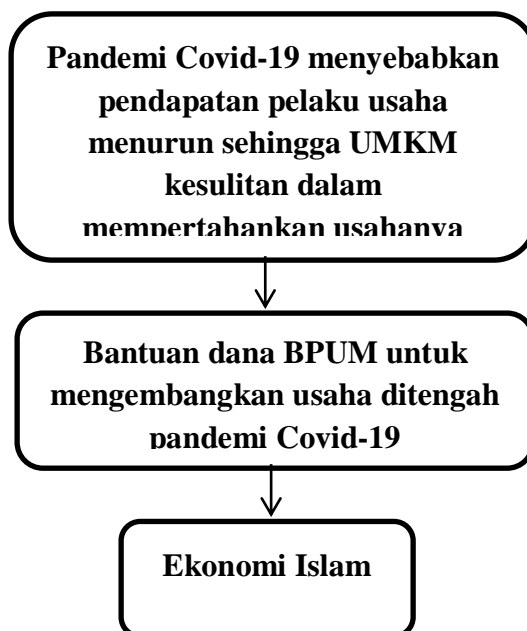 Pandemi Covid-19 menyebabkan
pendapatan pelaku usaha
menurun sehingga UMKM
kesulitan dalam
mempertahankan usahanya
Bantuan dana BPUM untuk
mengembangkan usaha ditengah
pandemi Covid-19
Ekonomi Islam